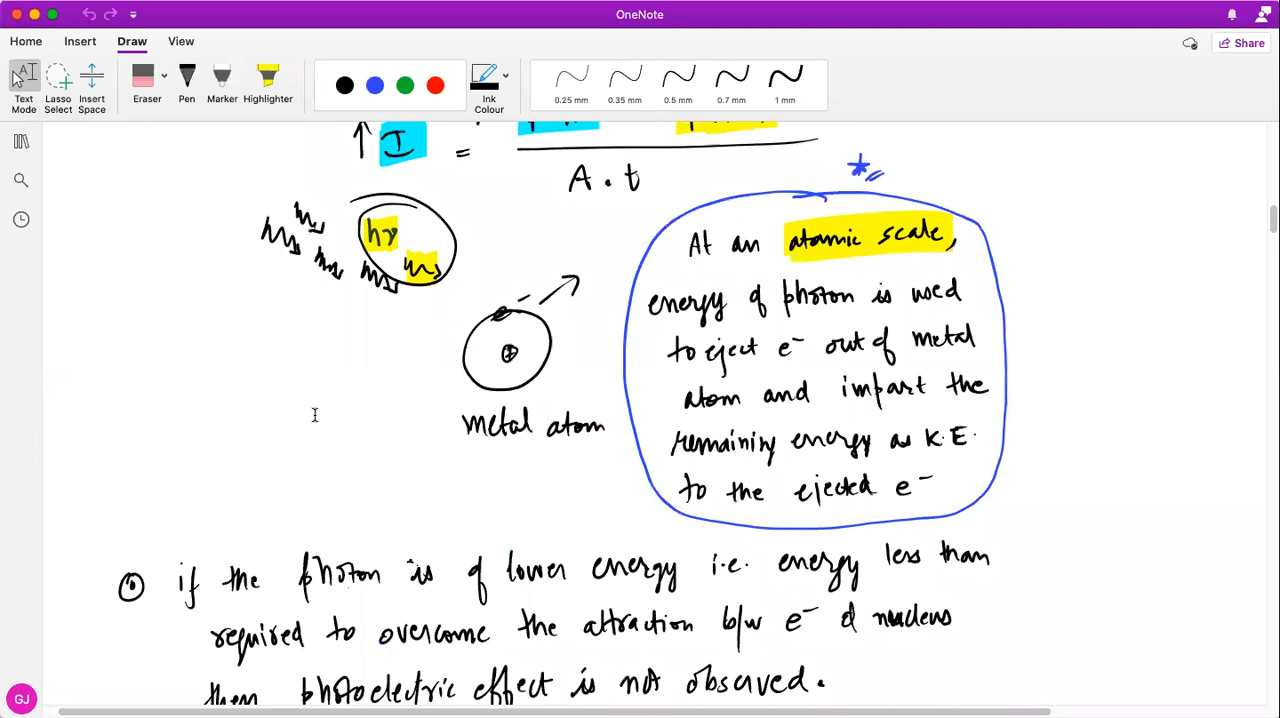 OneNote
Home Insert Draw View
Share
Text Mode
Lasso Select
Insert Space
Eraser
Pen
Marker
Highlighter
Ink Colour
0.25 mm 0.35 mm 0.5 mm 0.7 mm 1 mm
↑ I =
A . t
hν
At an atomic scale,
energy of photon is used
to eject e⁻ out of metal
atom and impart the
remaining energy as K.E.
to the ejected e⁻
metal atom
if the photon is of lower energy i.e. energy less than
required to overcome the attraction b/w e⁻ & nucleus
then photoelectric effect is not observed.
GJ